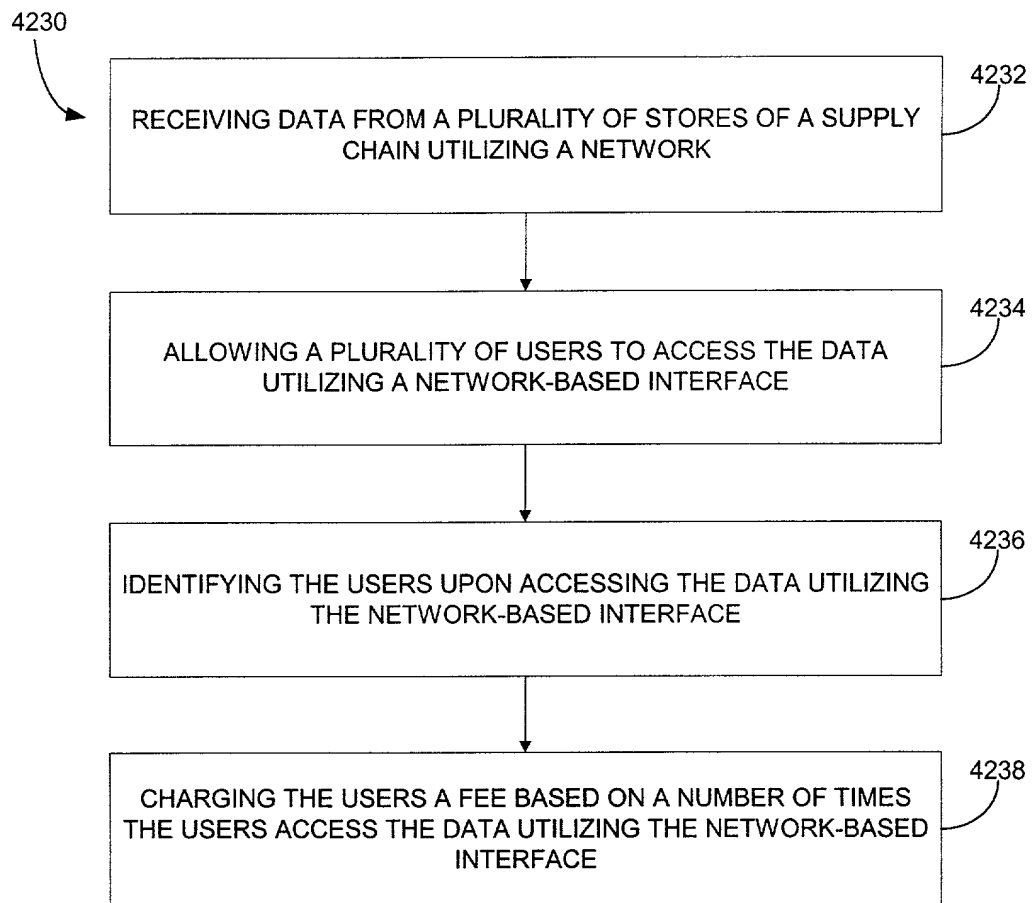 4230
4232
RECEIVING DATA FROM A PLURALITY OF STORES OF A SUPPLY
CHAIN UTILIZING A NETWORK
4234
ALLOWING A PLURALITY OF USERS TO ACCESS THE DATA
UTILIZING A NETWORK-BASED INTERFACE
4236
IDENTIFYING THE USERS UPON ACCESSING THE DATA UTILIZING
THE NETWORK-BASED INTERFACE
4238
CHARGING THE USERS A FEE BASED ON A NUMBER OF TIMES
THE USERS ACCESS THE DATA UTILIZING THE NETWORK-BASED
INTERFACE